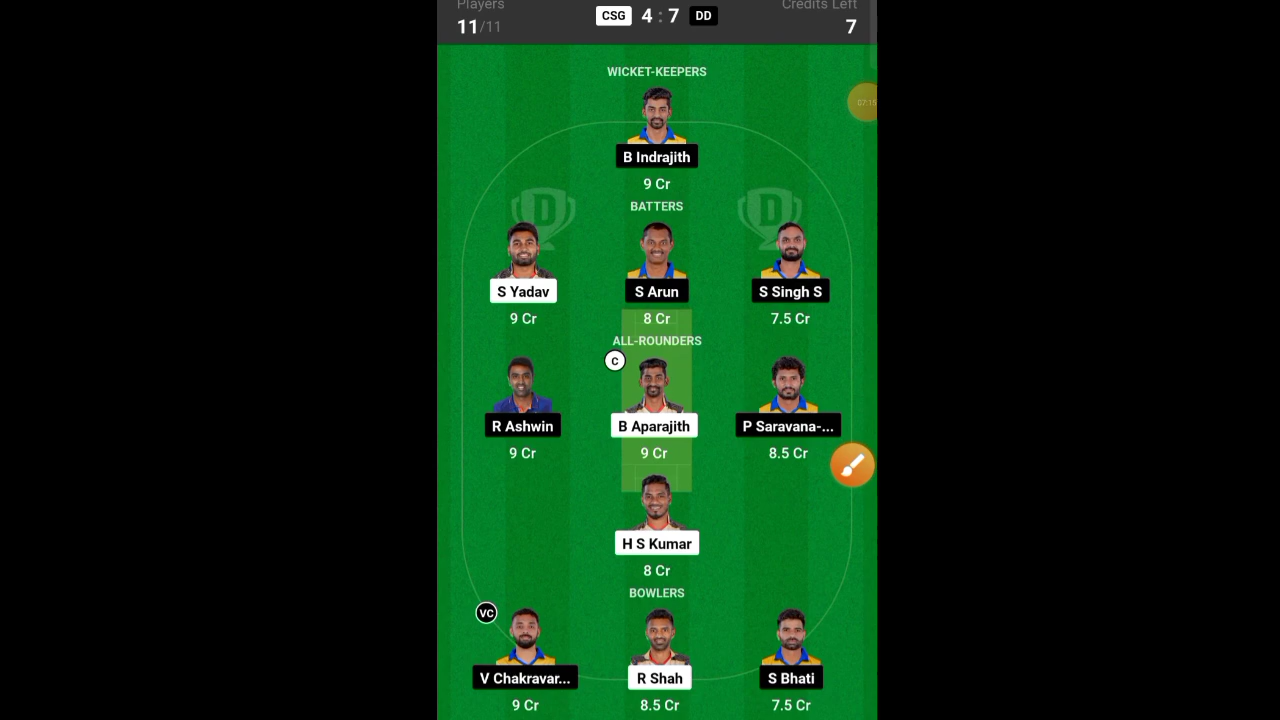 Players
CSG 4 : 7 DD
Credits Left
11/11
7
WICKET-KEEPERS
07:15
B Indrajith
9 Cr
BATTERS
D D
S Yadav S Arun S Singh S
9 Cr 8 Cr 7.5 Cr
ALL-ROUNDERS
C
R Ashwin B Aparajith P Saravana-...
9 Cr 9 Cr 8.5 Cr
H S Kumar
8 Cr
BOWLERS
VC
V Chakravar... R Shah S Bhati
9 Cr 8.5 Cr 7.5 Cr